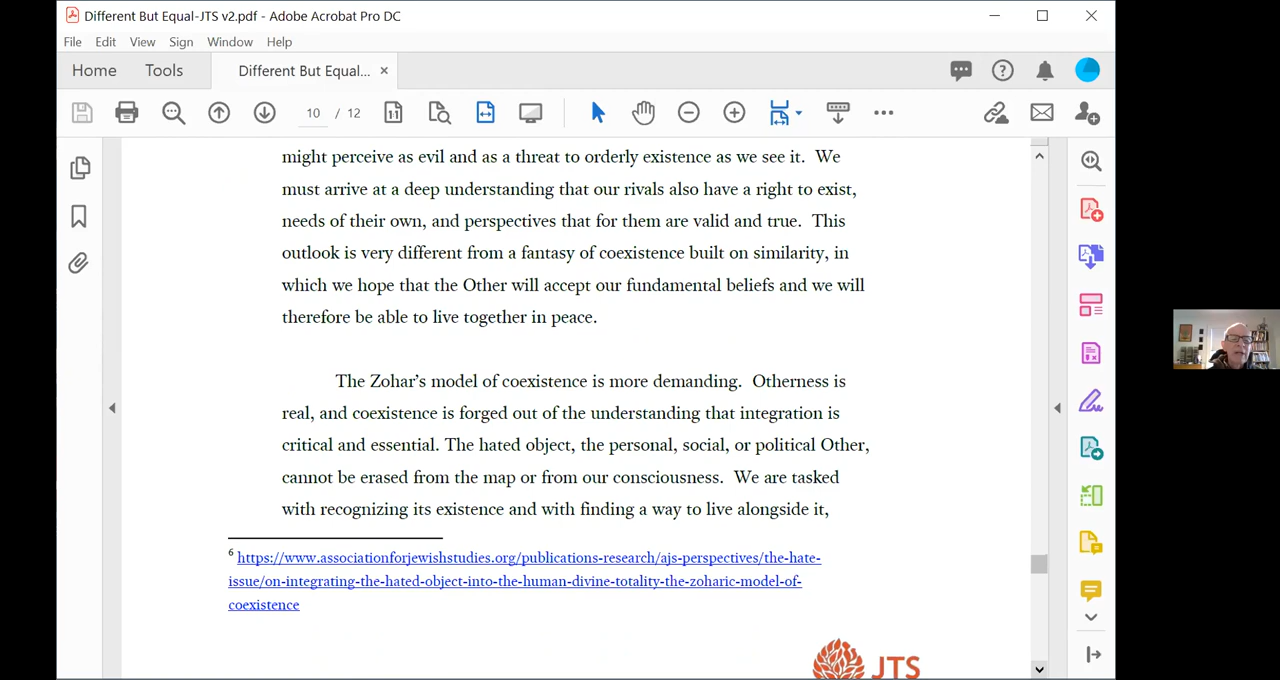 Different But Equal-JTS v2.pdf - Adobe Acrobat Pro DC
File Edit View Sign Window Help
Home Tools Different But Equal... ×
10 / 12
might perceive as evil and as a threat to orderly existence as we see it. We
must arrive at a deep understanding that our rivals also have a right to exist,
needs of their own, and perspectives that for them are valid and true. This
outlook is very different from a fantasy of coexistence built on similarity, in
which we hope that the Other will accept our fundamental beliefs and we will
therefore be able to live together in peace.
The Zohar's model of coexistence is more demanding. Otherness is
real, and coexistence is forged out of the understanding that integration is
critical and essential. The hated object, the personal, social, or political Other,
cannot be erased from the map or from our consciousness. We are tasked
with recognizing its existence and with finding a way to live alongside it,
6 https://www.associationforjewishstudies.org/publications-research/ajs-perspectives/the-hate-
issue/on-integrating-the-hated-object-into-the-human-divine-totality-the-zoharic-model-of-
coexistence
JTS